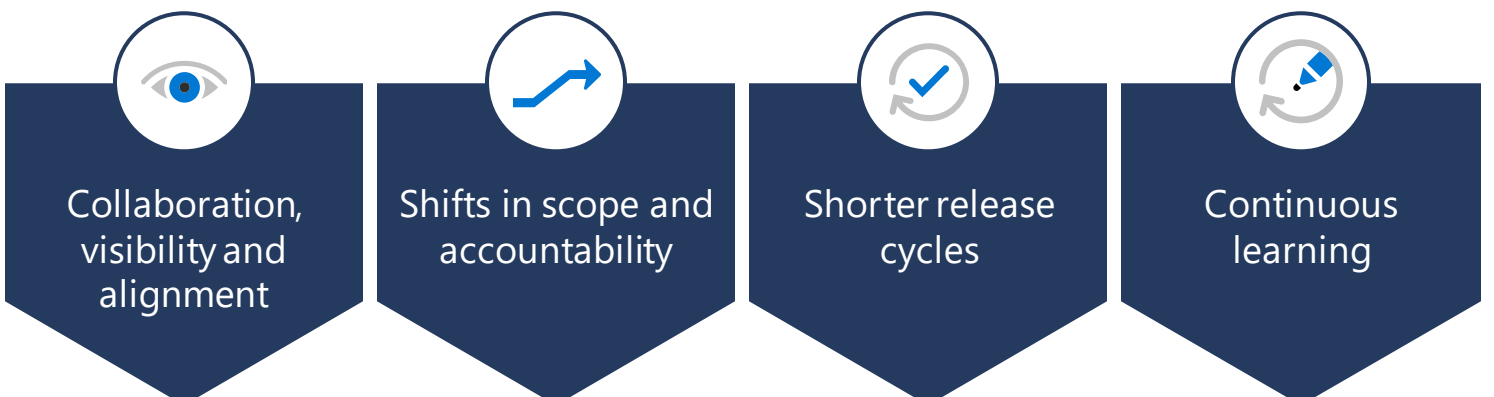 Collaboration,
visibility and
alignment
Shifts in scope and
accountability
Shorter release
cycles
Continuous
learning